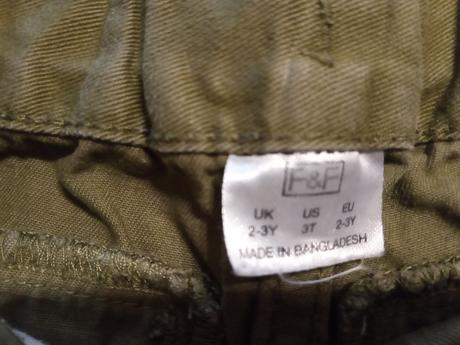 F&F
UK US EU
2-3Y 3T 2-3Y
MADE IN BANGLADESH